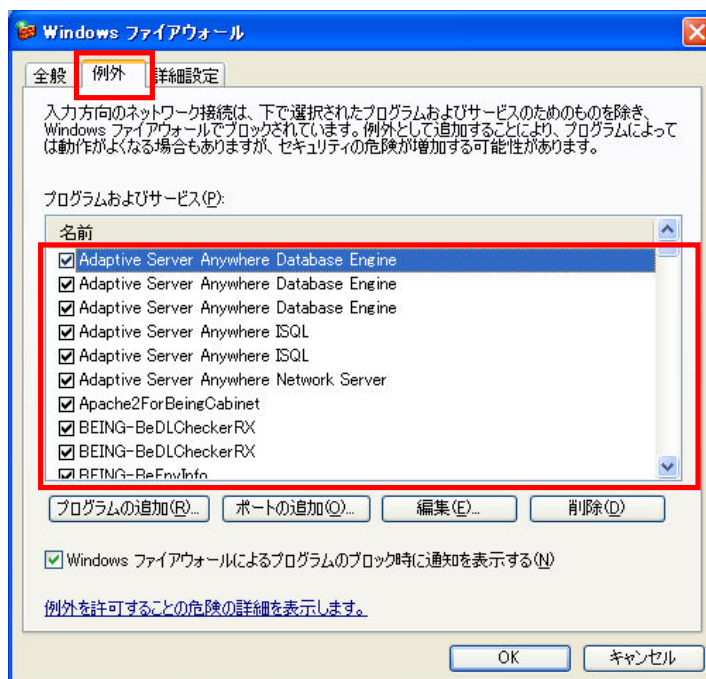 Windows ファイアウォール
全般 例外 詳細設定
入力方向のネットワーク接続は、下で選択されたプログラムおよびサービスのためのものを除き、
Windows ファイアウォールでブロックされています。例外として追加することにより、プログラムによって
は動作がよくなる場合もありますが、セキュリティの危険が増加する可能性があります。
プログラムおよびサービス(P):
名前
Adaptive Server Anywhere Database Engine
Adaptive Server Anywhere Database Engine
Adaptive Server Anywhere Database Engine
Adaptive Server Anywhere ISQL
Adaptive Server Anywhere ISQL
Adaptive Server Anywhere Network Server
Apache2ForBeingCabinet
BEING-BeDLCheckerRX
BEING-BeDLCheckerRX
BEING-BeEnvInfo
プログラムの追加(R)... ポートの追加(O)... 編集(E)... 削除(D)
Windows ファイアウォールによるプログラムのブロック時に通知を表示する(N)
例外を許可することの危険の詳細を表示します。
OK キャンセル